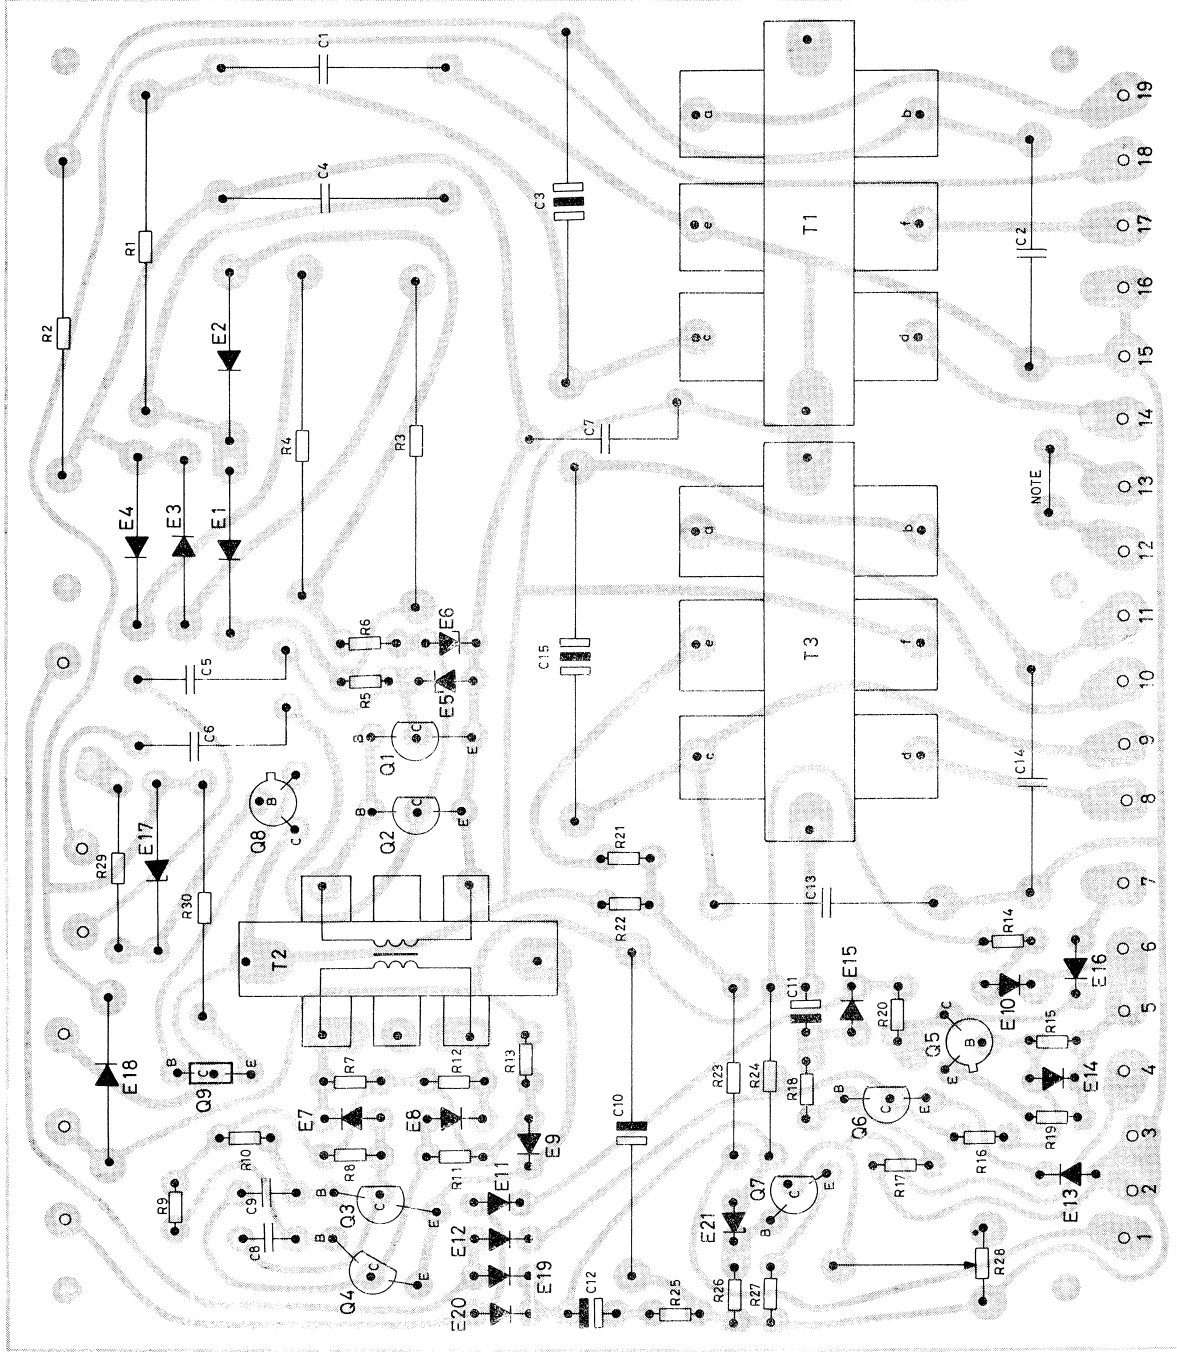 C1
R1
R2
C4
C3
E2
a
b
19
18
e
f
T1
17
C2
16
c
d
15
14
R4
R3
C7
E4
E3
E1
NOTE
13
12
a
b
R6
E6
C15
e
f
T3
11
10
C5
R5
E5
C6
B
C
E
Q1
c
d
9
C14
8
R29
E17
R30
Q8
B
C
B
C
E
Q2
R21
R22
C13
7
T2
R14
6
E16
E18
B
C
E
Q9
R7
R12
R13
R23
R24
C11
E15
R20
C
B
E
Q5
E10
R15
5
R18
B
C
E
Q6
E14
4
R10
E7
E8
E9
C10
R19
R16
3
R8
R11
E11
R17
E13
2
R9
C9
C8
B
C
E
Q3
E12
E21
B
C
E
Q7
1
B
C
E
Q4
E19
E20
C12
R25
R26
R27
R28